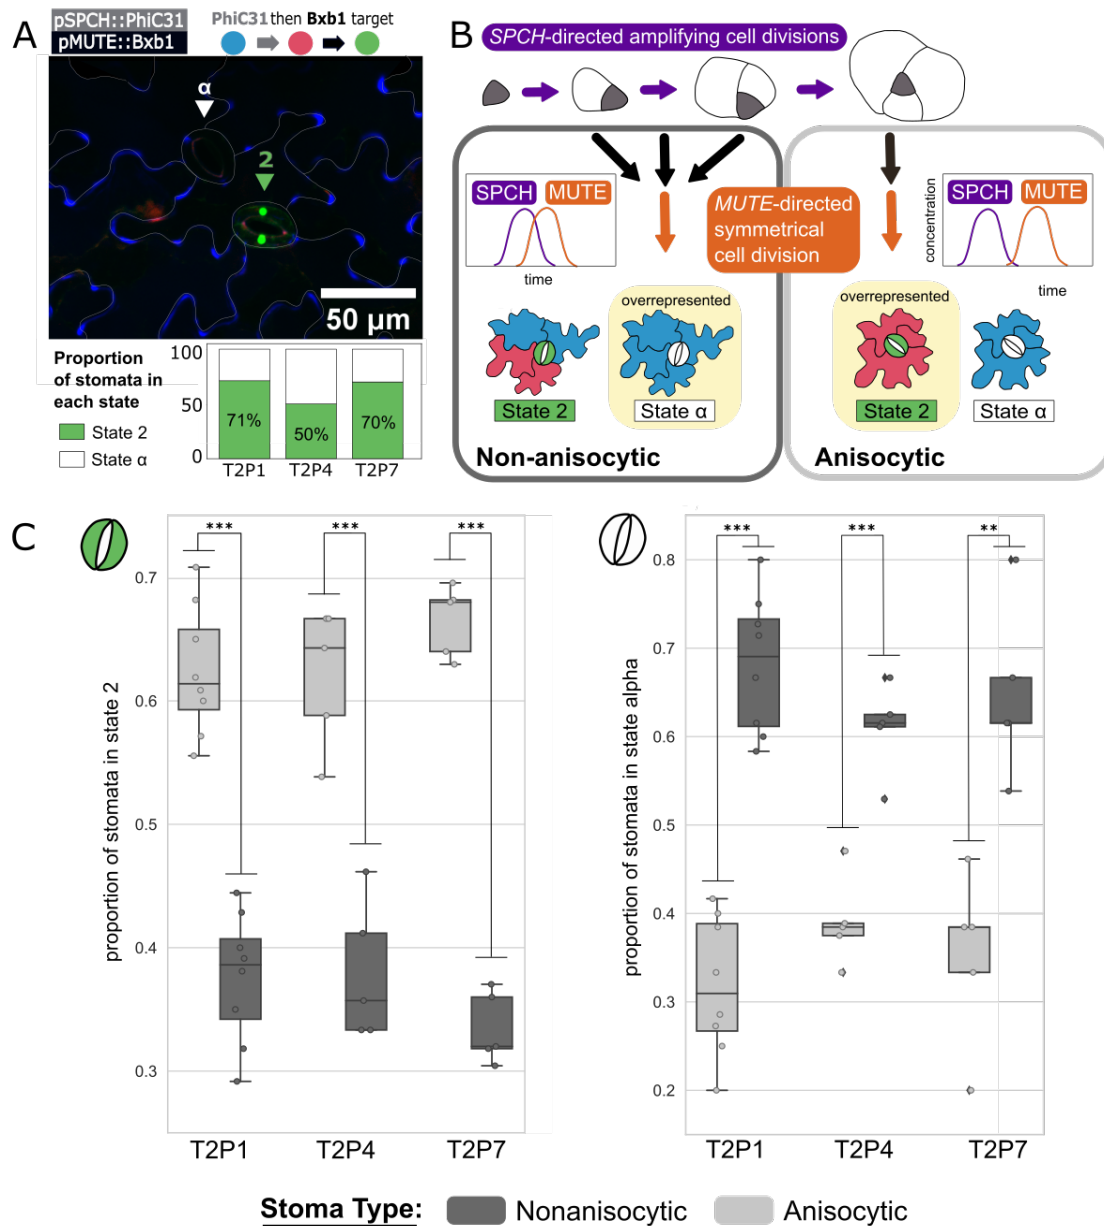 A
pSPCH::PhiC31
pMUTE::Bxb1
PhiC31 then Bxb1 target
α
2
50 μm
Proportion
of stomata in
each state
State 2
State α
100
50
0
71%
50%
70%
T2P1
T2P4
T2P7
B
SPCH-directed amplifying cell divisions
SPCH
MUTE
time
MUTE-directed
symmetrical
cell division
concentration
SPCH
MUTE
time
overrepresented
State 2
State α
Non-anisocytic
overrepresented
State 2
State α
Anisocytic
C
***
***
***
proportion of stomata in state 2
0.7
0.6
0.5
0.4
0.3
T2P1
T2P4
T2P7
***
***
**
proportion of stomata in state alpha
0.8
0.7
0.6
0.5
0.4
0.3
0.2
T2P1
T2P4
T2P7
Stoma Type:
Nonanisocytic
Anisocytic